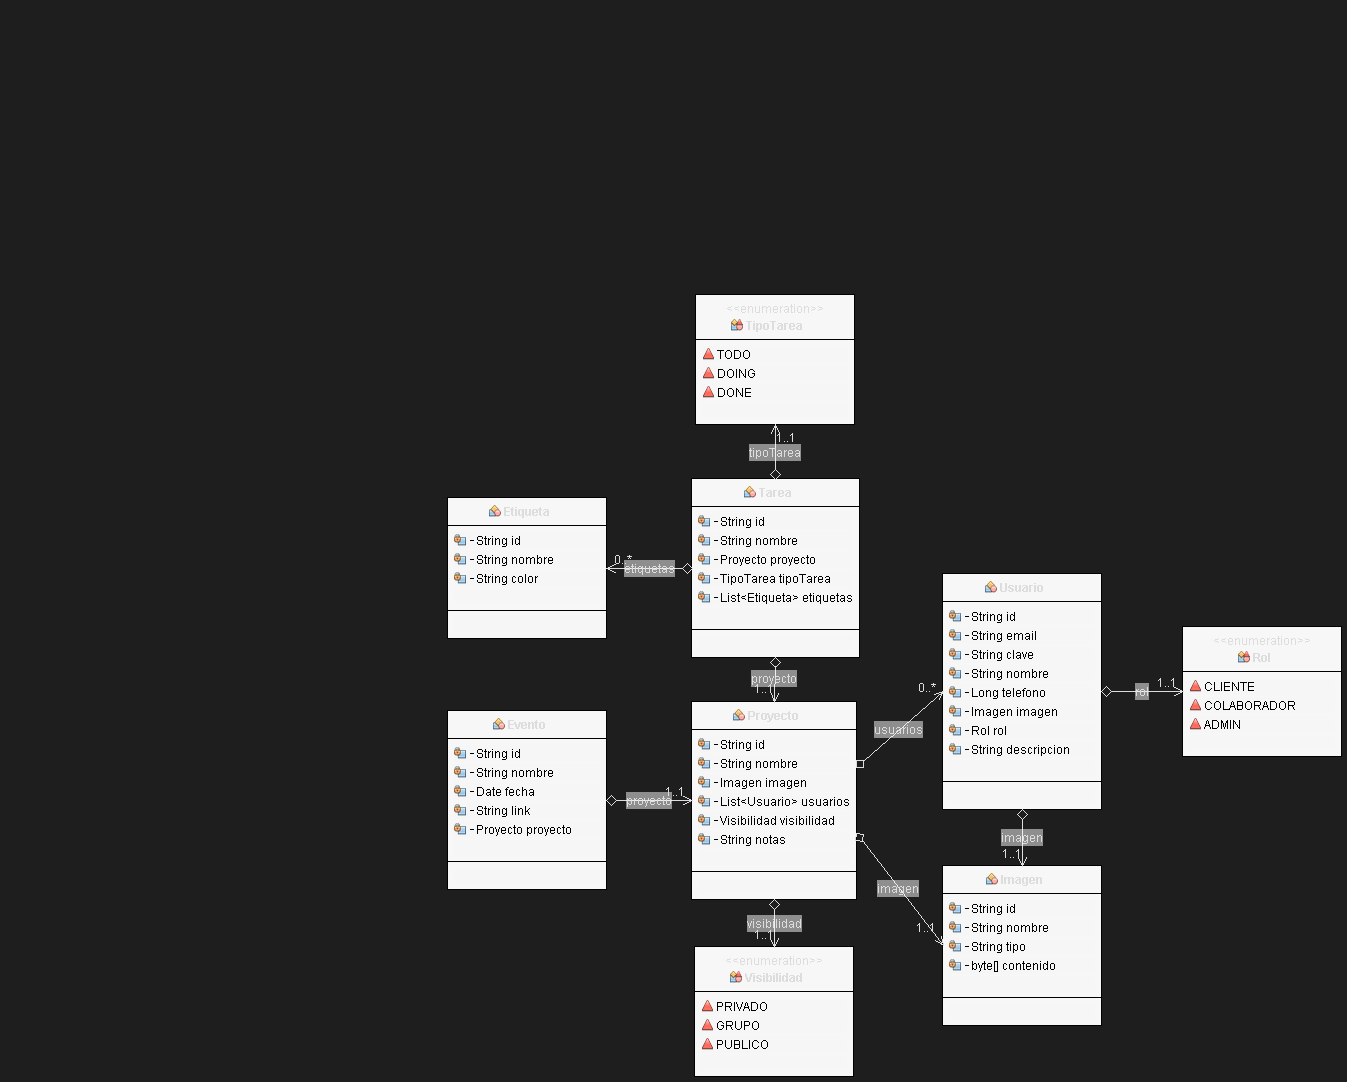 <<enumeration>>
TipoTarea
TODO
DOING
DONE
1..1
tipoTarea
Tarea
-String id
-String nombre
-Proyecto proyecto
-TipoTarea tipoTarea
-List<Etiqueta> etiquetas
Etiqueta
-String id
-String nombre
-String color
0..*
etiquetas
proyecto
1..1
Usuario
-String id
-String email
-String clave
-String nombre
-Long telefono
-Imagen imagen
-Rol rol
-String descripcion
<<enumeration>>
Rol
CLIENTE
COLABORADOR
ADMIN
1..1
rol
0..*
usuarios
Evento
-String id
-String nombre
-Date fecha
-String link
-Proyecto proyecto
1..1
proyecto
Proyecto
-String id
-String nombre
-Imagen imagen
-List<Usuario> usuarios
-Visibilidad visibilidad
-String notas
imagen
1..1
imagen
1..1
Imagen
-String id
-String nombre
-String tipo
-byte[] contenido
visibilidad
1..1
<<enumeration>>
Visibilidad
PRIVADO
GRUPO
PUBLICO